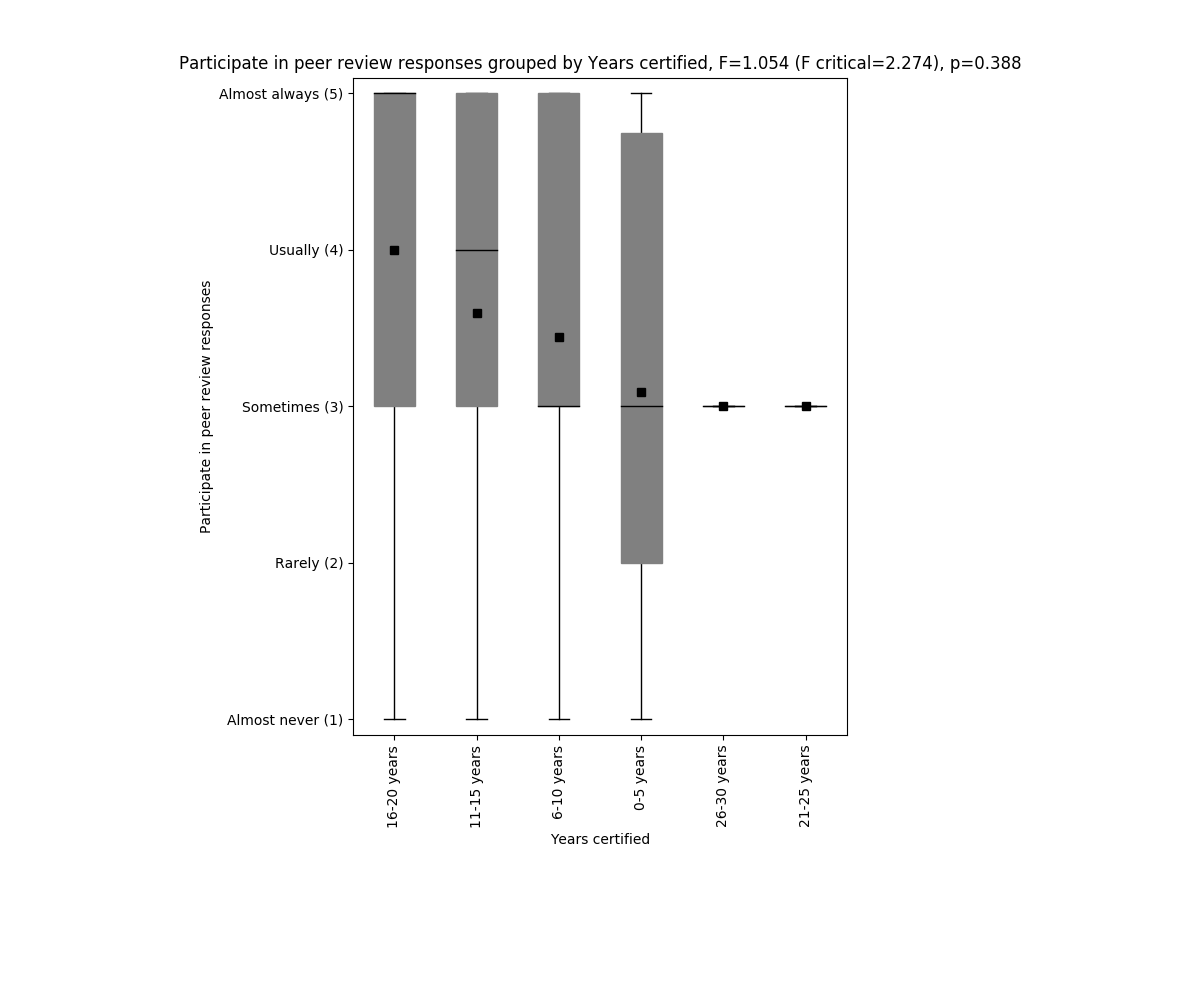 Participate in peer review responses grouped by Years certified, F=1.054 (F critical=2.274), p=0.388
Almost always (5)
Usually (4)
Sometimes (3)
Rarely (2)
Almost never (1)
Participate in peer review responses
16-20 years
11-15 years
6-10 years
0-5 years
26-30 years
21-25 years
Years certified